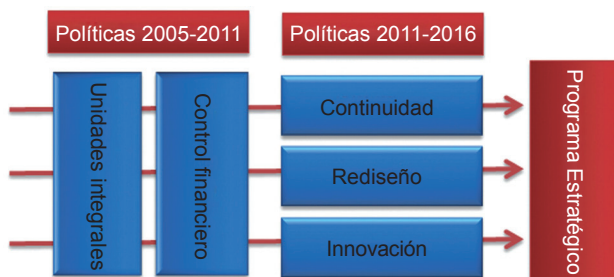 Políticas 2005-2011
Políticas 2011-2016
Unidades integrales
Control financiero
Continuidad
Rediseño
Innovación
Programa Estratégico